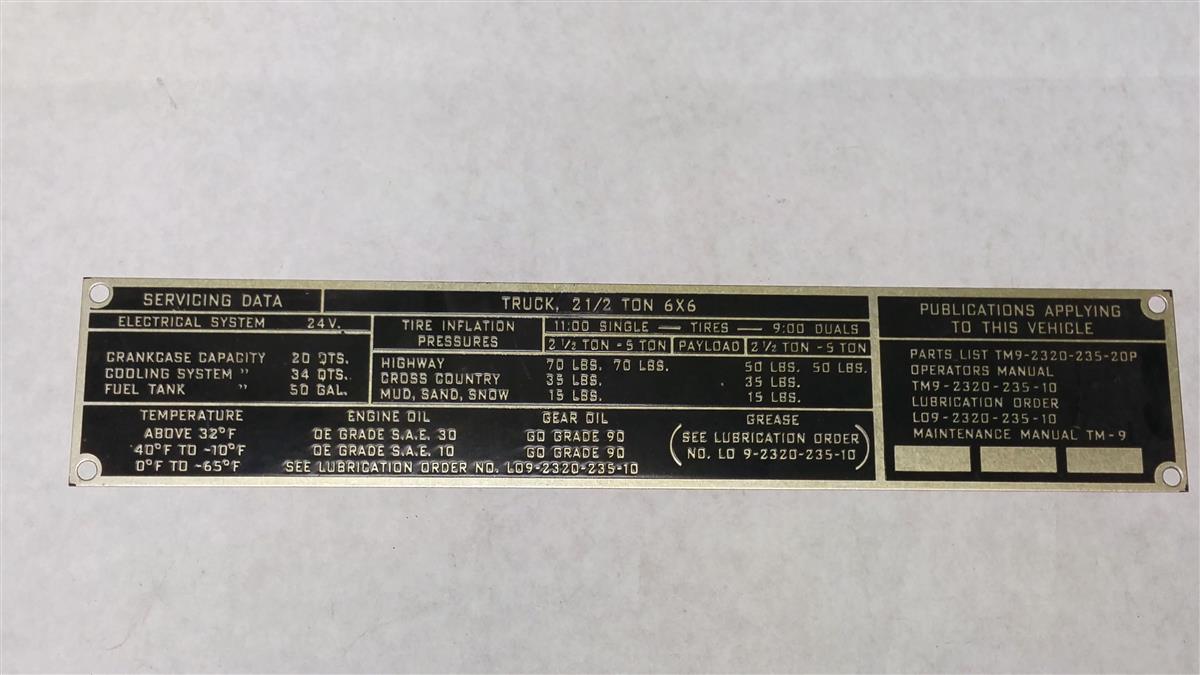 SERVICING DATA
TRUCK, 2 1/2 TON 6X6
ELECTRICAL SYSTEM 24V.
CRANKCASE CAPACITY 20 QTS.
COOLING SYSTEM " 34 QTS.
FUEL TANK " 50 GAL.
TIRE INFLATION
PRESSURES
11:00 SINGLE — TIRES — 9:00 DUALS
2 1/2 TON - 5 TON PAYLOAD 2 1/2 TON - 5 TON
HIGHWAY 70 LBS. 70 LBS. 50 LBS. 50 LBS.
CROSS COUNTRY 35 LBS. 35 LBS.
MUD, SAND, SNOW 15 LBS. 15 LBS.
TEMPERATURE ENGINE OIL GEAR OIL GREASE
ABOVE 32°F OE GRADE S.A.E. 30 GO GRADE 90 (SEE LUBRICATION ORDER
40°F TO -10°F OE GRADE S.A.E. 10 GO GRADE 90 NO. LO 9-2320-235-10)
0°F TO -65°F SEE LUBRICATION ORDER NO. LO9-2320-235-10
PUBLICATIONS APPLYING
TO THIS VEHICLE
PARTS LIST TM9-2320-235-20P
OPERATORS MANUAL
TM9-2320-235-10
LUBRICATION ORDER
LO9-2320-235-10
MAINTENANCE MANUAL TM-9